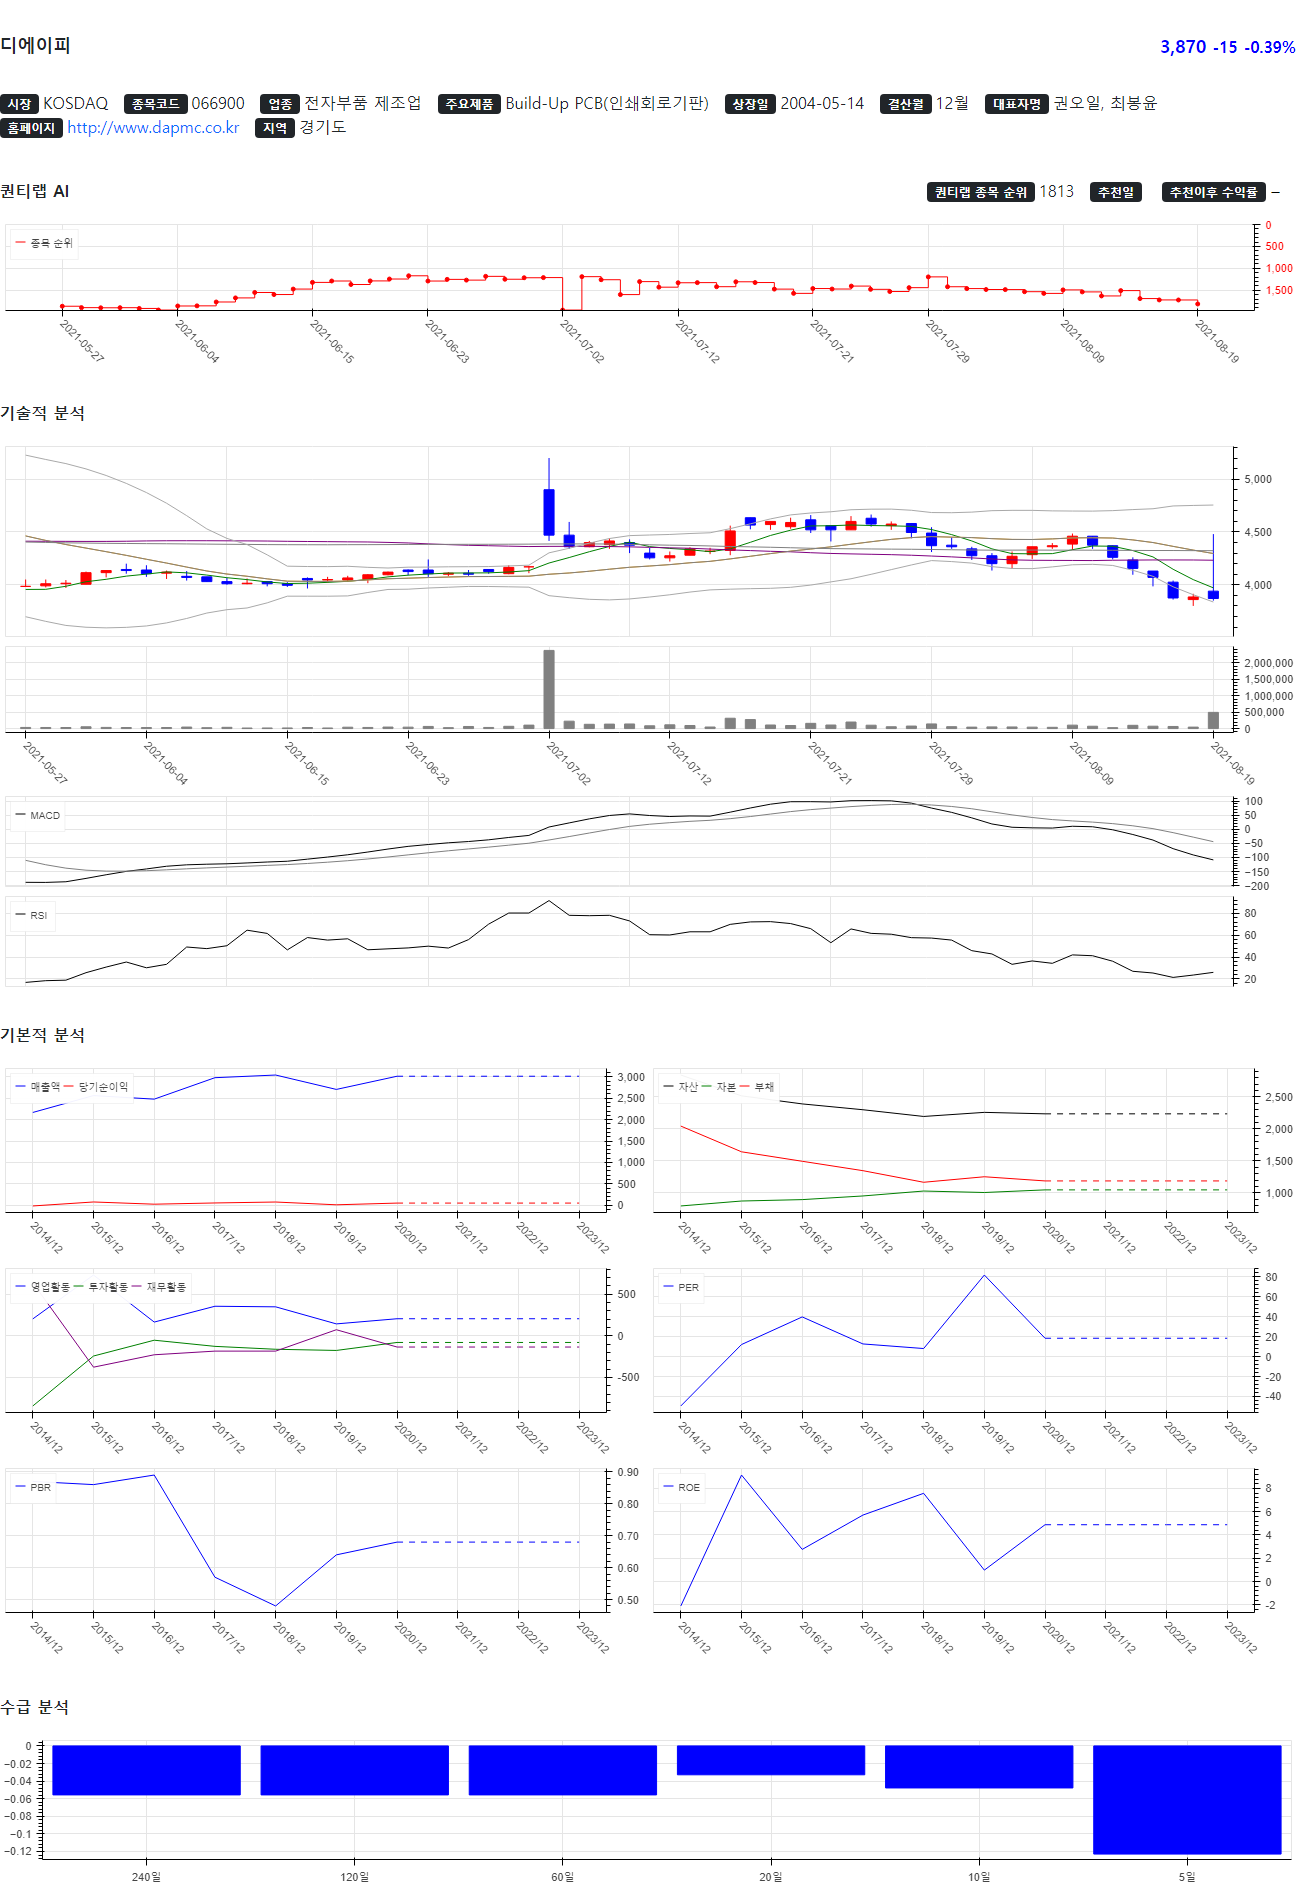 디에이피
3,870 -15 -0.39%
시장 KOSDAQ 종목코드 066900 업종 전자부품 제조업 주요제품 Build-Up PCB(인쇄회로기판) 상장일 2004-05-14 결산월 12월 대표자명 권오일, 최봉윤
홈페이지 http://www.dapmc.co.kr 지역 경기도
퀀티랩 AI
퀀티랩 종목 순위 1813 추천일 추천이후 수익률 –
종목 순위
0
500
1,000
1,500
2021-05-27 2021-06-04 2021-06-15 2021-06-23 2021-07-02 2021-07-12 2021-07-21 2021-07-29 2021-08-09 2021-08-19
기술적 분석
5,000
4,500
4,000
2,000,000
1,500,000
1,000,000
500,000
0
2021-05-27 2021-06-04 2021-06-15 2021-06-23 2021-07-02 2021-07-12 2021-07-21 2021-07-29 2021-08-09 2021-08-19
MACD
100
50
0
−50
−100
−150
−200
RSI
80
60
40
20
기본적 분석
매출액 당기순이익
3,000
2,500
2,000
1,500
1,000
500
0
2014/12 2015/12 2016/12 2017/12 2018/12 2019/12 2020/12 2021/12 2022/12 2023/12
자산 자본 부채
2,500
2,000
1,500
1,000
2014/12 2015/12 2016/12 2017/12 2018/12 2019/12 2020/12 2021/12 2022/12 2023/12
영업활동 투자활동 재무활동
500
0
-500
2014/12 2015/12 2016/12 2017/12 2018/12 2019/12 2020/12 2021/12 2022/12 2023/12
PER
80
60
40
20
0
-20
-40
2014/12 2015/12 2016/12 2017/12 2018/12 2019/12 2020/12 2021/12 2022/12 2023/12
PBR
0.90
0.80
0.70
0.60
0.50
2014/12 2015/12 2016/12 2017/12 2018/12 2019/12 2020/12 2021/12 2022/12 2023/12
ROE
8
6
4
2
0
-2
2014/12 2015/12 2016/12 2017/12 2018/12 2019/12 2020/12 2021/12 2022/12 2023/12
수급 분석
0
−0.02
−0.04
−0.06
−0.08
−0.1
−0.12
240일 120일 60일 20일 10일 5일